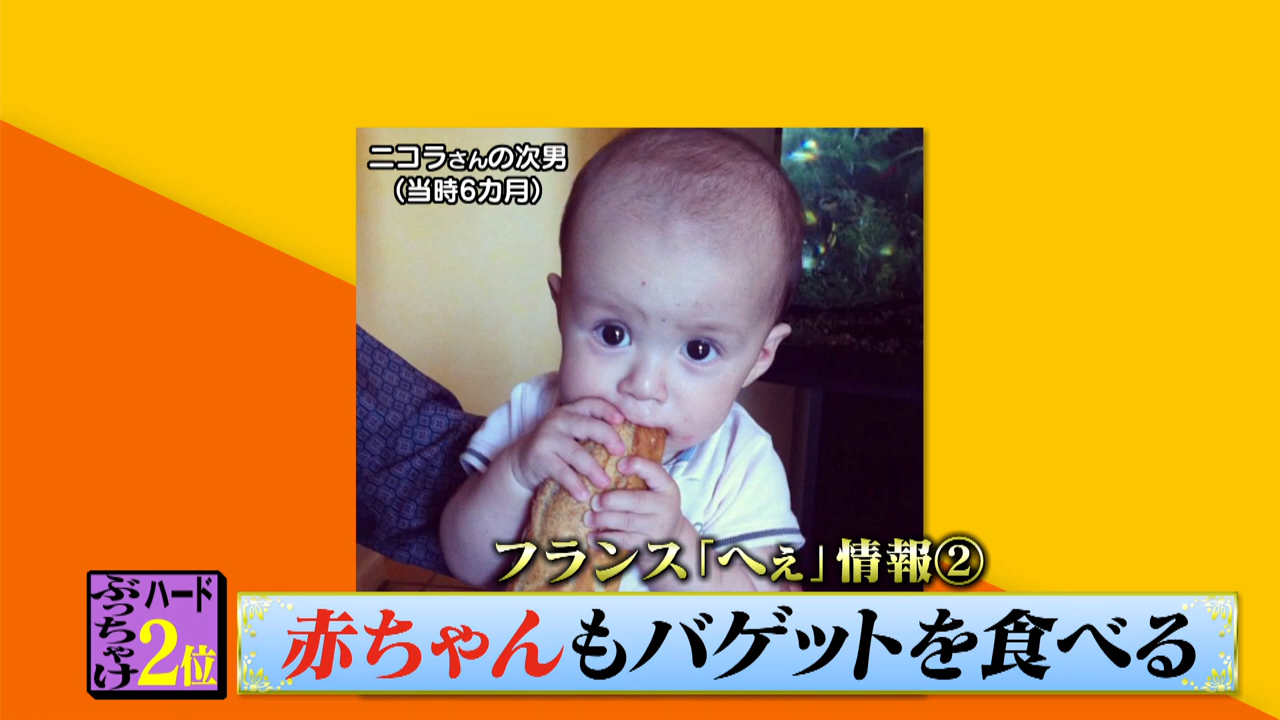 ニコラさんの次男
(当時6カ月)
フランス「へぇ」情報②
ハード
ぶっちゃけ
2位
赤ちゃんもバゲットを食べる